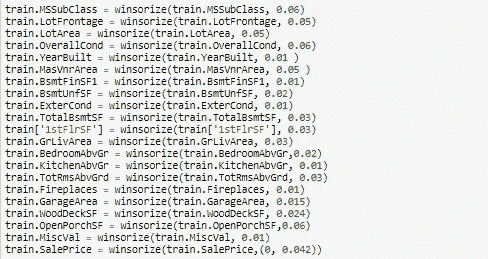 train.MSSubClass = winsorize(train.MSSubClass, 0.06)
train.LotFrontage = winsorize(train.LotFrontage, 0.05)
train.LotArea = winsorize(train.LotArea, 0.05)
train.OverallCond = winsorize(train.OverallCond, 0.06)
train.YearBuilt = winsorize(train.YearBuilt, 0.01 )
train.MasVnrArea = winsorize(train.MasVnrArea, 0.05 )
train.BsmtFinSF1 = winsorize(train.BsmtFinSF1, 0.01)
train.BsmtUnfSF = winsorize(train.BsmtUnfSF, 0.02)
train.ExterCond = winsorize(train.ExterCond, 0.01)
train.TotalBsmtSF = winsorize(train.TotalBsmtSF, 0.03)
train['1stFlrSF'] = winsorize(train['1stFlrSF'], 0.03)
train.GrLivArea = winsorize(train.GrLivArea, 0.03)
train.BedroomAbvGr = winsorize(train.BedroomAbvGr,0.02)
train.KitchenAbvGr = winsorize(train.KitchenAbvGr, 0.01)
train.TotRmsAbvGrd = winsorize(train.TotRmsAbvGrd, 0.03)
train.Fireplaces = winsorize(train.Fireplaces, 0.01)
train.GarageArea = winsorize(train.GarageArea, 0.015)
train.WoodDeckSF = winsorize(train.WoodDeckSF, 0.024)
train.OpenPorchSF = winsorize(train.OpenPorchSF,0.06)
train.MiscVal = winsorize(train.MiscVal, 0.01)
train.SalePrice = winsorize(train.SalePrice,(0, 0.042))